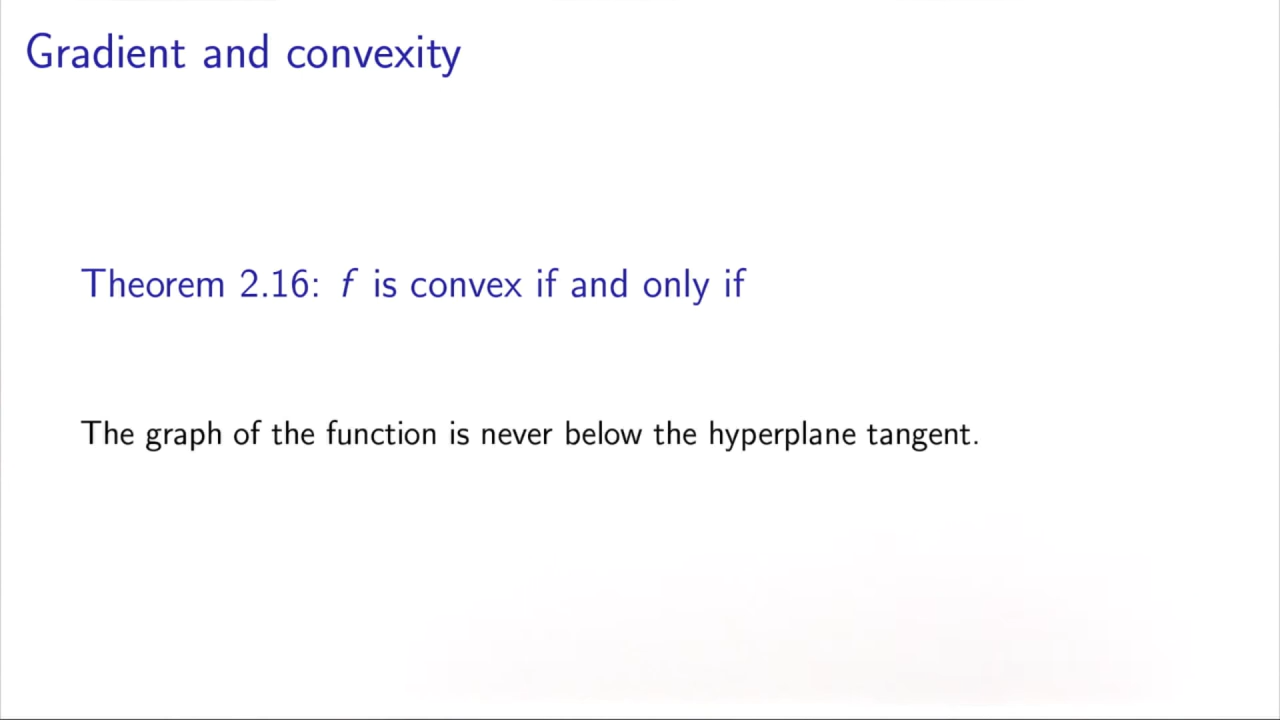 Gradient and convexity
Theorem 2.16: f is convex if and only if
The graph of the function is never below the hyperplane tangent.